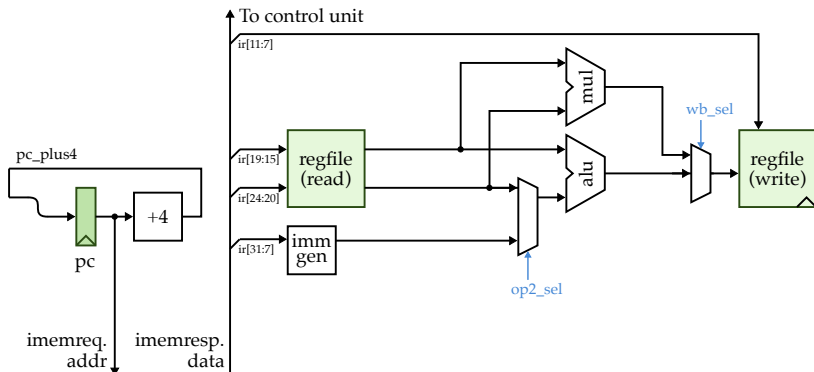 To control unit
ir[11:7]
mul
wb_sel
pc_plus4
ir[19:15]
regfile
(read)
alu
regfile
(write)
ir[24:20]
+4
pc
ir[31:7]
imm
gen
op2_sel
imemreq.
addr
imemresp.
data